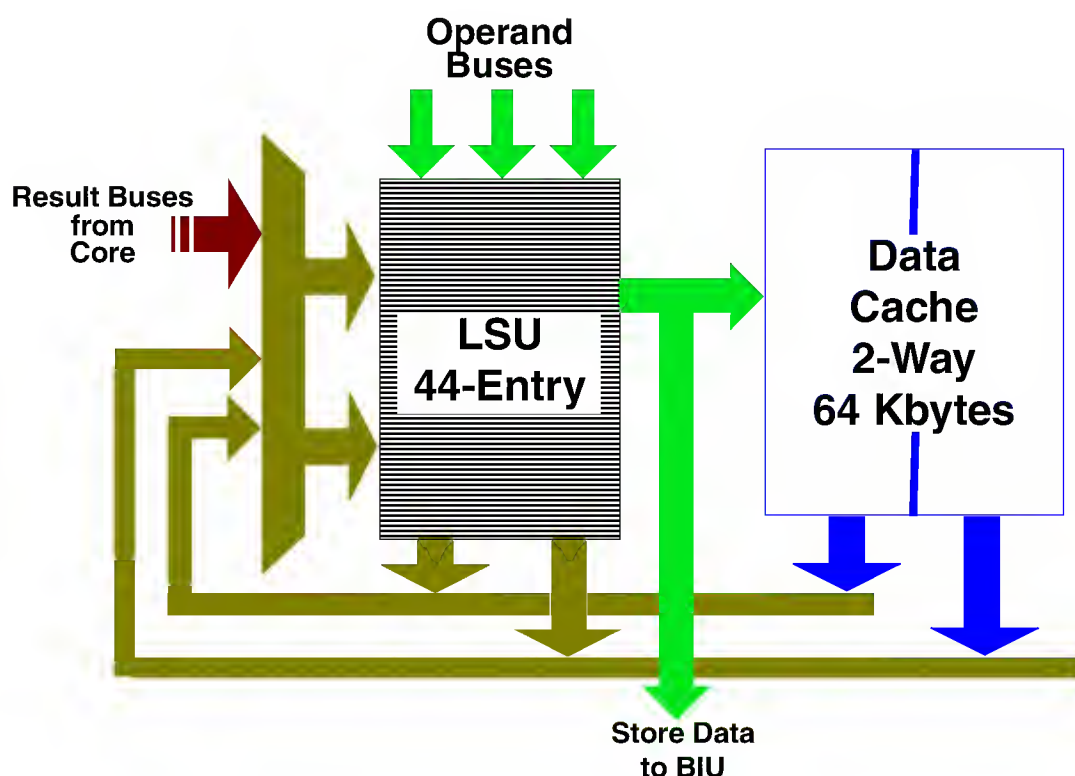 Operand
Buses
Result Buses
from
Core
LSU
44-Entry
Data
Cache
2-Way
64 Kbytes
Store Data
to BIU